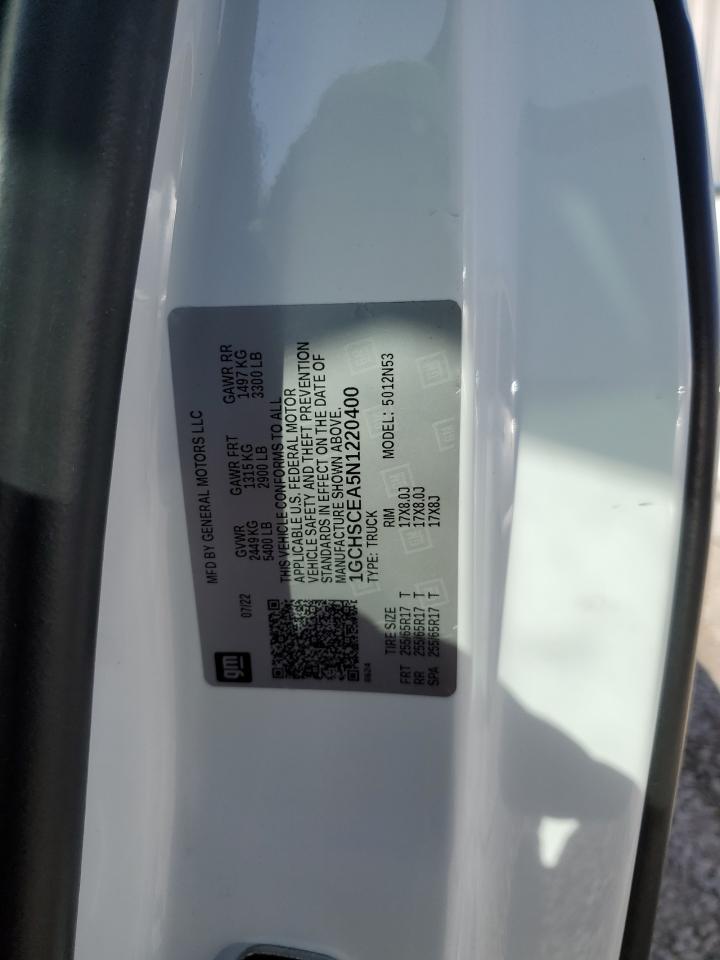 gm
MFD BY GENERAL MOTORS LLC
07/22
GVWR GAWR FRT GAWR RR
2449 KG 1315 KG 1497 KG
5400 LB 2900 LB 3300 LB
THIS VEHICLE CONFORMS TO ALL
APPLICABLE U.S. FEDERAL MOTOR
VEHICLE SAFETY AND THEFT PREVENTION
STANDARDS IN EFFECT ON THE DATE OF
MANUFACTURE SHOWN ABOVE.
1GCHSCEA5N1220400
TYPE: TRUCK MODEL: 5012N53
TIRE SIZE RIM
FRT 255/65R17 T 17X8.0J
RR 255/65R17 T 17X8.0J
SPA 255/65R17 T 17X8J